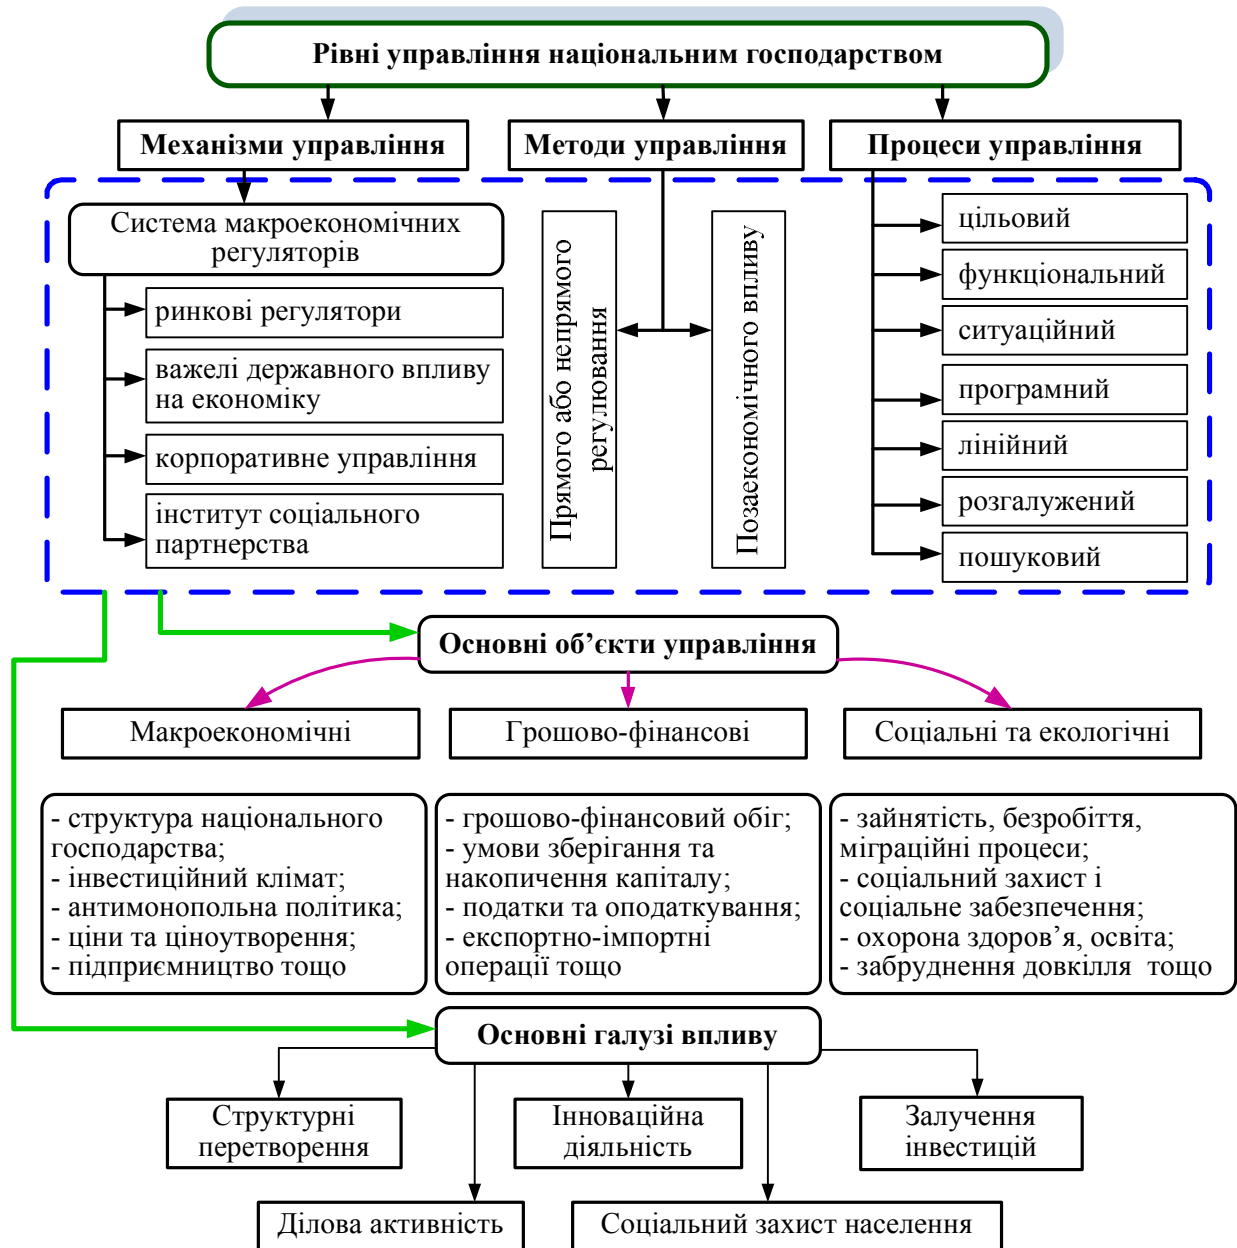 Рівні управління національним господарством
Механізми управління
Методи управління
Процеси управління
Система макроекономічних
регуляторів
ринкові регулятори
важелі державного впливу
на економіку
корпоративне управління
інститут соціального
партнерства
Прямого або непрямого
регулювання
Позаекономічного впливу
цільовий
функціональний
ситуаційний
програмний
лінійний
розгалужений
пошуковий
Основні об’єкти управління
Макроекономічні
Грошово-фінансові
Соціальні та екологічні
- структура національного
господарства;
- інвестиційний клімат;
- антимонопольна політика;
- ціни та ціноутворення;
- підприємництво тощо
- грошово-фінансовий обіг;
- умови зберігання та
накопичення капіталу;
- податки та оподаткування;
- експортно-імпортні
операції тощо
- зайнятість, безробіття,
міграційні процеси;
- соціальний захист і
соціальне забезпечення;
- охорона здоров’я, освіта;
- забруднення довкілля тощо
Основні галузі впливу
Структурні
перетворення
Інноваційна
діяльність
Залучення
інвестицій
Ділова активність
Соціальний захист населення